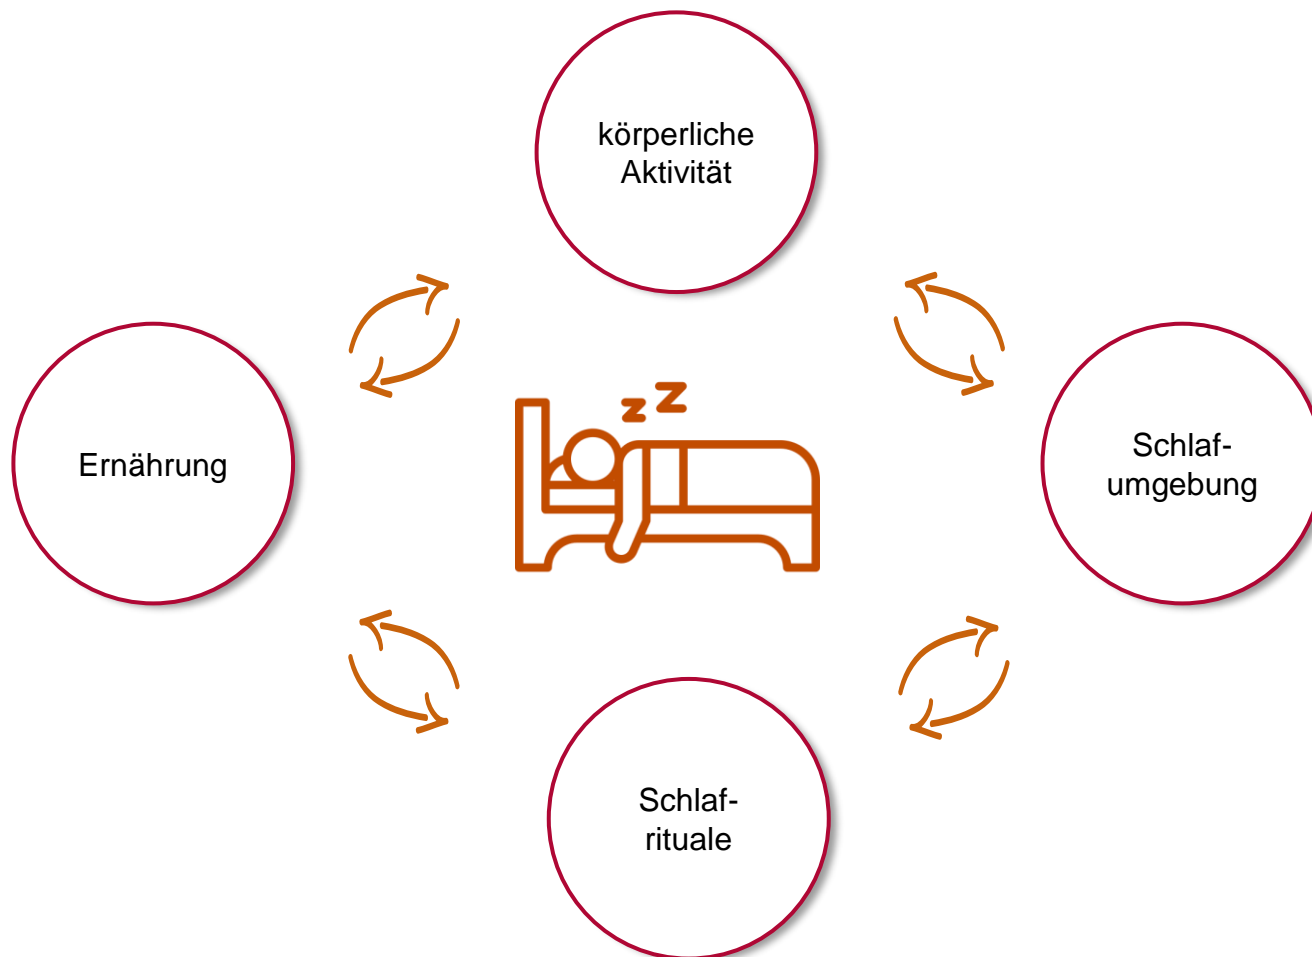 körperliche
Aktivität
z Z
Ernährung
Schlaf-
umgebung
Schlaf-
rituale